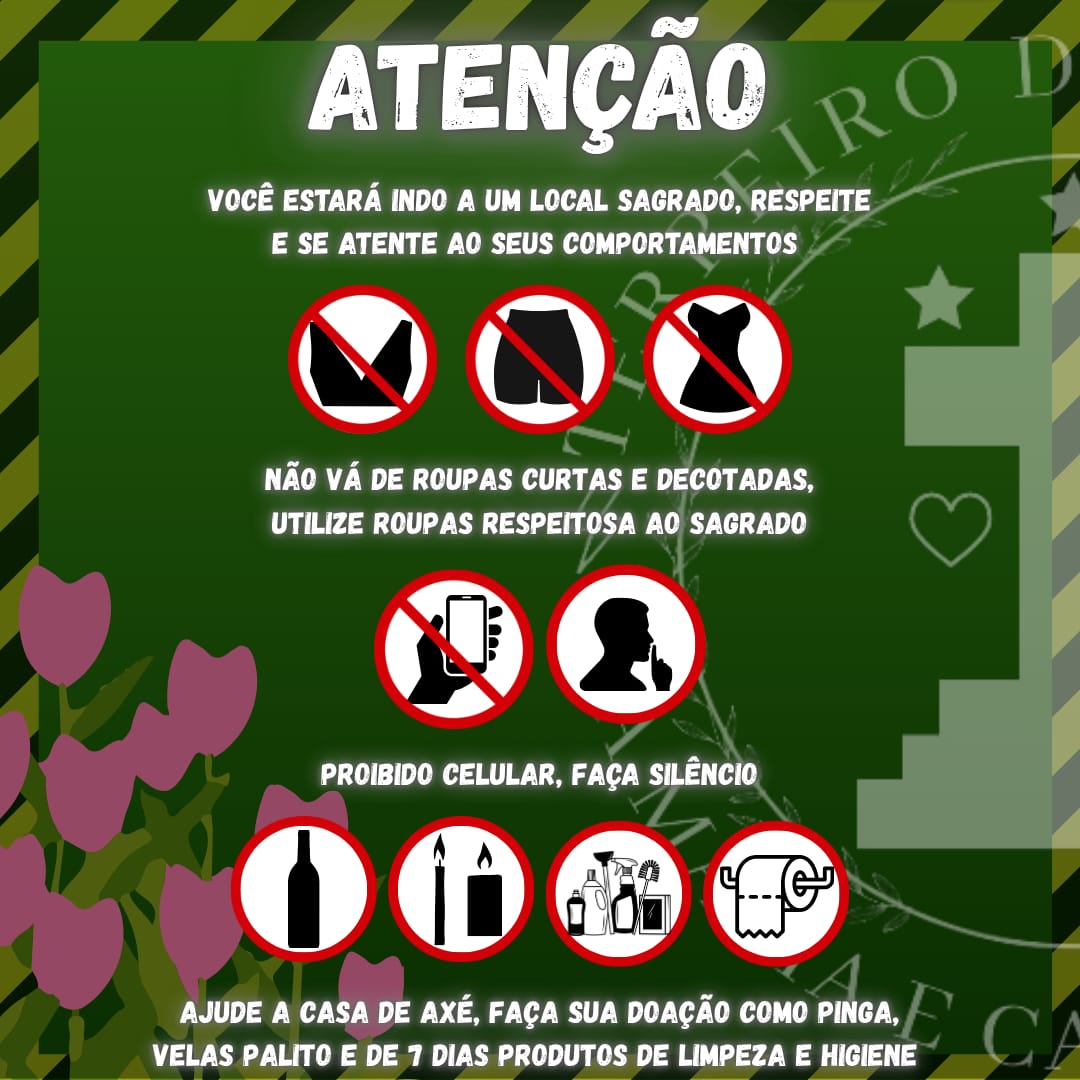 ATENÇÃO
VOCÊ ESTARÁ INDO A UM LOCAL SAGRADO, RESPEITE
E SE ATENTE AO SEUS COMPORTAMENTOS
NÃO VÁ DE ROUPAS CURTAS E DECOTADAS,
UTILIZE ROUPAS RESPEITOSA AO SAGRADO
PROIBIDO CELULAR, FAÇA SILÊNCIO
AJUDE A CASA DE AXÉ, FAÇA SUA DOAÇÃO COMO PINGA,
VELAS PALITO E DE 7 DIAS PRODUTOS DE LIMPEZA E HIGIENE
TERREIRO D
E CA